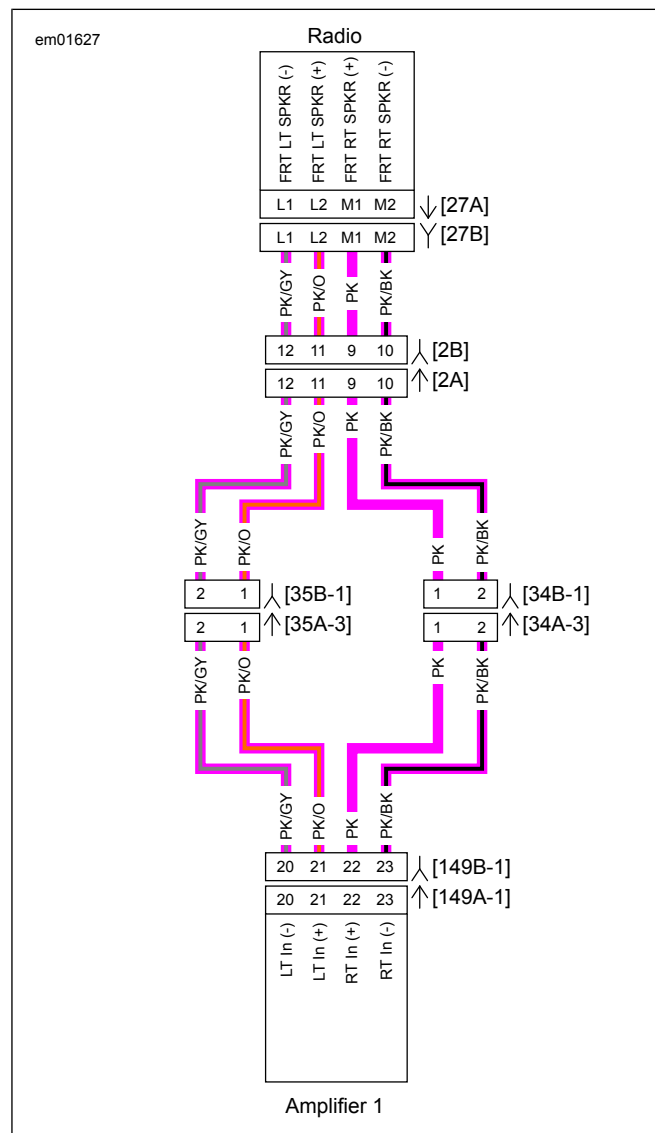 em01627
Radio
FRT LT SPKR (-)
FRT LT SPKR (+)
FRT RT SPKR (+)
FRT RT SPKR (-)
L1 L2 M1 M2 [27A]
L1 L2 M1 M2 [27B]
PK/GY PK/O PK PK/BK
12 11 9 10 [2B]
12 11 9 10 [2A]
PK/GY PK/O PK PK/BK
PK/GY PK/O PK PK/BK
2 1 [35B-1] 1 2 [34B-1]
2 1 [35A-3] 1 2 [34A-3]
PK/GY PK/O PK PK/BK
PK/GY PK/O PK PK/BK
20 21 22 23 [149B-1]
20 21 22 23 [149A-1]
LT In (-)
LT In (+)
RT In (+)
RT In (-)
Amplifier 1